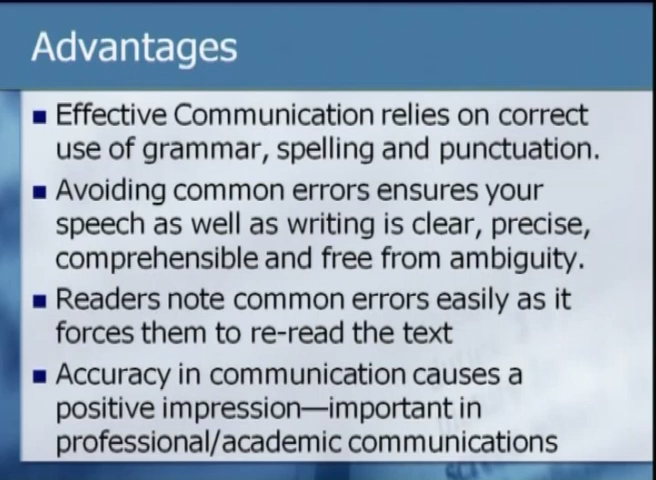 Advantages
Effective Communication relies on correct
use of grammar, spelling and punctuation.
Avoiding common errors ensures your
speech as well as writing is clear, precise,
comprehensible and free from ambiguity.
Readers note common errors easily as it
forces them to re-read the text
Accuracy in communication causes a
positive impression—important in
professional/academic communications